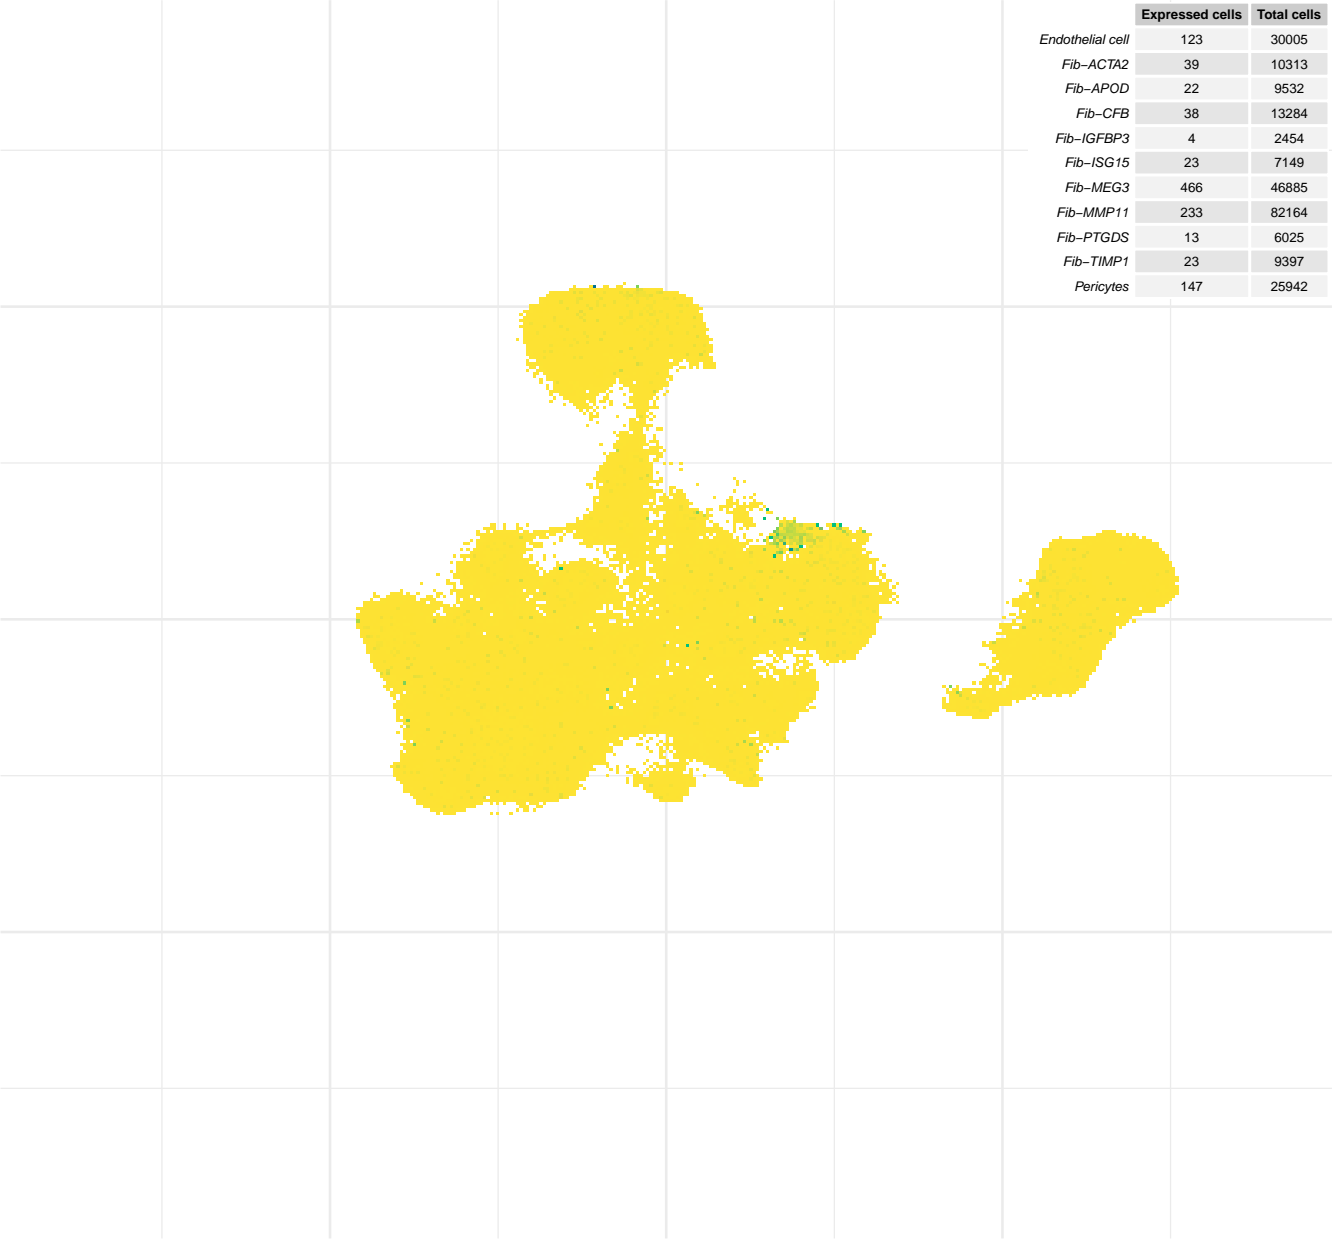 Expressed cells Total cells
Endothelial cell 123 30005
Fib−ACTA2 39 10313
Fib−APOD 22 9532
Fib−CFB 38 13284
Fib−IGFBP3 4 2454
Fib−ISG15 23 7149
Fib−MEG3 466 46885
Fib−MMP11 233 82164
Fib−PTGDS 13 6025
Fib−TIMP1 23 9397
Pericytes 147 25942